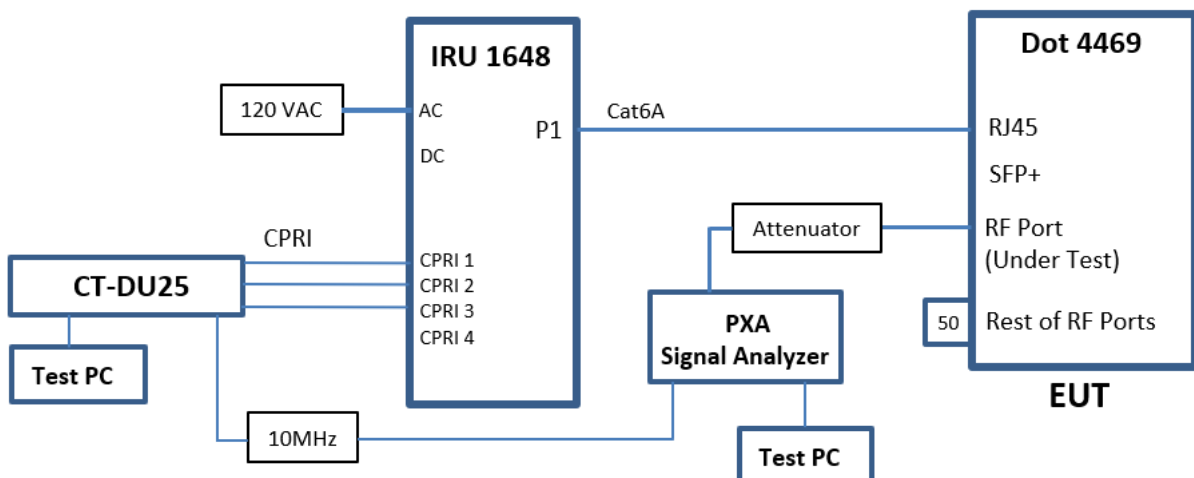 IRU 1648
Dot 4469
120 VAC
AC
Cat6A
P1
RJ45
DC
SFP+
Attenuator
RF Port
(Under Test)
CPRI
CPRI 1
CT-DU25
CPRI 2
CPRI 3
CPRI 4
PXA
Signal Analyzer
50
Rest of RF Ports
Test PC
EUT
10MHz
Test PC